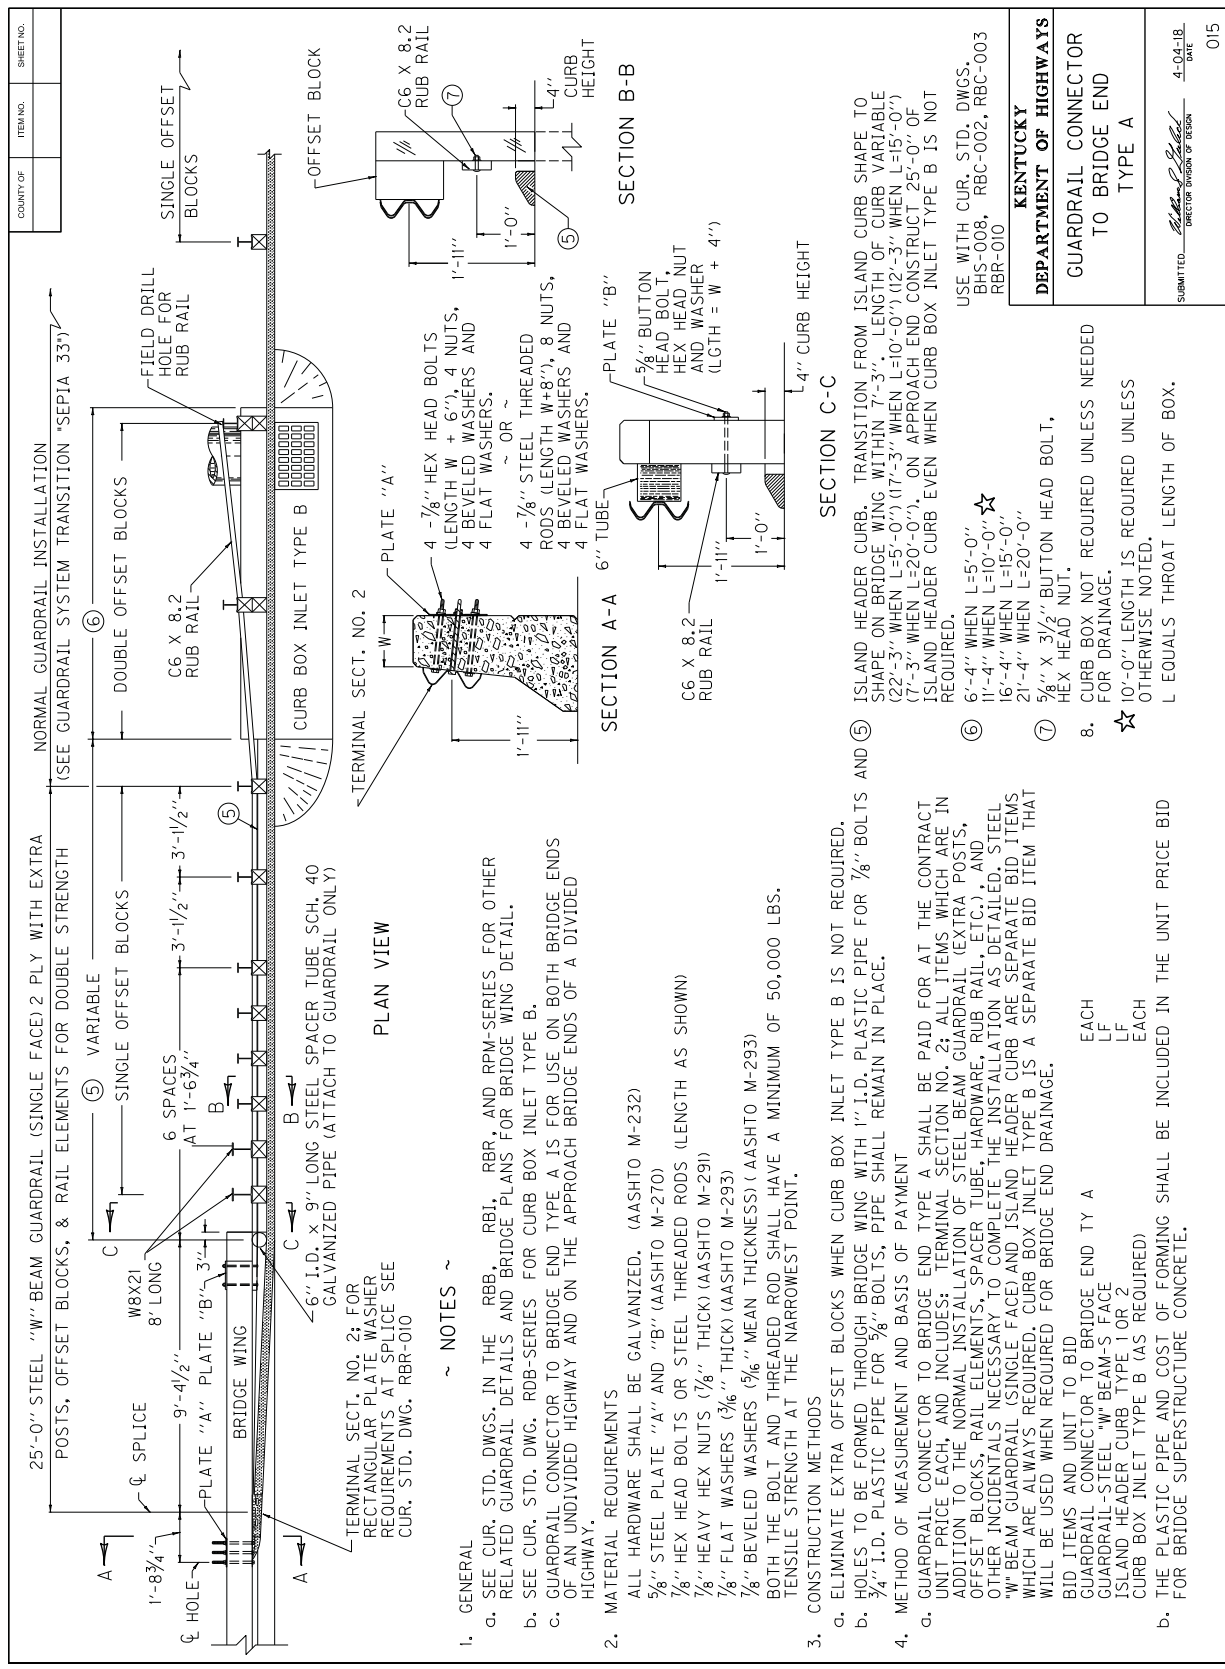 COUNTY OF
ITEM NO.
SHEET NO.
25'-0" STEEL "W" BEAM GUARDRAIL (SINGLE FACE) 2 PLY WITH EXTRA
POSTS, OFFSET BLOCKS, & RAIL ELEMENTS FOR DOUBLE STRENGTH
NORMAL GUARDRAIL INSTALLATION
(SEE GUARDRAIL SYSTEM TRANSITION "SEPIA 33")
⑤ VARIABLE
⑥
SINGLE OFFSET BLOCKS
DOUBLE OFFSET BLOCKS
SINGLE OFFSET
BLOCKS
℄ SPLICE
9'-4 1/2"
3"
W8X21
8' LONG
6 SPACES
AT 1'-6 3/4"
3'-1 1/2"
3'-1 1/2"
C6 X 8.2
RUB RAIL
FIELD DRILL
HOLE FOR
RUB RAIL
A
1'-8 3/4"
℄ HOLE
PLATE "A"
PLATE "B"
BRIDGE WING
C
B
⑤
CURB BOX INLET TYPE B
A
C
B
TERMINAL SECT. NO. 2; FOR
RECTANGULAR PLATE WASHER
REQUIREMENTS AT SPLICE SEE
CUR. STD. DWG. RBR-010
6" I.D. x 9" LONG STEEL SPACER TUBE SCH. 40
GALVANIZED PIPE (ATTACH TO GUARDRAIL ONLY)
PLAN VIEW
TERMINAL SECT. NO. 2
W
PLATE "A"
4 -7/8" HEX HEAD BOLTS
(LENGTH W + 6"), 4 NUTS,
4 BEVELED WASHERS AND
4 FLAT WASHERS.
~ OR ~
4 -7/8" STEEL THREADED
RODS (LENGTH W+8"), 8 NUTS,
4 BEVELED WASHERS AND
4 FLAT WASHERS.
1'-11"
SECTION A-A
OFFSET BLOCK
C6 X 8.2
RUB RAIL
⑦
1'-11"
1'-0"
⑤
4"
CURB
HEIGHT
SECTION B-B
6" TUBE
PLATE "B"
5/8" BUTTON
HEAD BOLT,
HEX HEAD NUT
AND WASHER
(LGTH = W + 4")
C6 X 8.2
RUB RAIL
1'-11"
1'-0"
4" CURB HEIGHT
SECTION C-C
~ NOTES ~
1. GENERAL
a. SEE CUR. STD. DWGS. IN THE RBB, RBI, RBR, AND RPM-SERIES FOR OTHER
RELATED GUARDRAIL DETAILS AND BRIDGE PLANS FOR BRIDGE WING DETAIL.
b. SEE CUR. STD. DWG. RDB-SERIES FOR CURB BOX INLET TYPE B.
c. GUARDRAIL CONNECTOR TO BRIDGE END TYPE A IS FOR USE ON BOTH BRIDGE ENDS
OF AN UNDIVIDED HIGHWAY AND ON THE APPROACH BRIDGE ENDS OF A DIVIDED
HIGHWAY.
2. MATERIAL REQUIREMENTS
ALL HARDWARE SHALL BE GALVANIZED. (AASHTO M-232)
5/8" STEEL PLATE "A" AND "B" (AASHTO M-270)
7/8" HEX HEAD BOLTS OR STEEL THREADED RODS (LENGTH AS SHOWN)
7/8" HEAVY HEX NUTS (7/8" THICK) (AASHTO M-291)
7/8" FLAT WASHERS (3/16" THICK) (AASHTO M-293)
7/8" BEVELED WASHERS (5/16" MEAN THICKNESS) (AASHTO M-293)
BOTH THE BOLT AND THREADED ROD SHALL HAVE A MINIMUM OF 50,000 LBS.
TENSILE STRENGTH AT THE NARROWEST POINT.
3. CONSTRUCTION METHODS
a. ELIMINATE EXTRA OFFSET BLOCKS WHEN CURB BOX INLET TYPE B IS NOT REQUIRED.
b. HOLES TO BE FORMED THROUGH BRIDGE WING WITH 1" I.D. PLASTIC PIPE FOR 7/8" BOLTS AND
3/4" I.D. PLASTIC PIPE FOR 5/8" BOLTS, PIPE SHALL REMAIN IN PLACE.
4. METHOD OF MEASUREMENT AND BASIS OF PAYMENT
a. GUARDRAIL CONNECTOR TO BRIDGE END TYPE A SHALL BE PAID FOR AT THE CONTRACT
UNIT PRICE EACH, AND INCLUDES: TERMINAL SECTION NO. 2; ALL ITEMS WHICH ARE IN
ADDITION TO THE NORMAL INSTALLATION OF STEEL BEAM GUARDRAIL (EXTRA POSTS,
OFFSET BLOCKS, RAIL ELEMENTS, SPACER TUBE, HARDWARE, RUB RAIL, ETC.), AND
OTHER INCIDENTALS NECESSARY TO COMPLETE THE INSTALLATION AS DETAILED. STEEL
"W" BEAM GUARDRAIL (SINGLE FACE) AND ISLAND HEADER CURB ARE SEPARATE BID ITEMS
WHICH ARE ALWAYS REQUIRED. CURB BOX INLET TYPE B IS A SEPARATE BID ITEM THAT
WILL BE USED WHEN REQUIRED FOR BRIDGE END DRAINAGE.
BID ITEMS AND UNIT TO BID
GUARDRAIL CONNECTOR TO BRIDGE END TY A EACH
GUARDRAIL-STEEL "W" BEAM-S FACE LF
ISLAND HEADER CURB TYPE 1 OR 2 LF
CURB BOX INLET TYPE B (AS REQUIRED) EACH
b. THE PLASTIC PIPE AND COST OF FORMING SHALL BE INCLUDED IN THE UNIT PRICE BID
FOR BRIDGE SUPERSTRUCTURE CONCRETE.
⑤ ISLAND HEADER CURB. TRANSITION FROM ISLAND CURB SHAPE TO
SHAPE ON BRIDGE WING WITHIN 7'-3". LENGTH OF CURB VARIABLE
(22'-3" WHEN L=5'-0") (17'-3" WHEN L=10'-0") (12'-3" WHEN L=15'-0")
(7'-3" WHEN L=20'-0"). ON APPROACH END CONSTRUCT 25'-0" OF
ISLAND HEADER CURB EVEN WHEN CURB BOX INLET TYPE B IS NOT
REQUIRED.
⑥ 6'-4" WHEN L=5'-0"
11'-4" WHEN L=10'-0" ☆
16'-4" WHEN L=15'-0"
21'-4" WHEN L=20'-0"
⑦ 5/8" X 3 1/2" BUTTON HEAD BOLT,
HEX HEAD NUT.
8. CURB BOX NOT REQUIRED UNLESS NEEDED
FOR DRAINAGE.
☆ 10'-0" LENGTH IS REQUIRED UNLESS
OTHERWISE NOTED.
L EQUALS THROAT LENGTH OF BOX.
USE WITH CUR. STD. DWGS.
BHS-008, RBC-002, RBC-003
RBR-010
KENTUCKY
DEPARTMENT OF HIGHWAYS
GUARDRAIL CONNECTOR
TO BRIDGE END
TYPE A
SUBMITTED
DIRECTOR DIVISION OF DESIGN
4-04-18
DATE
015